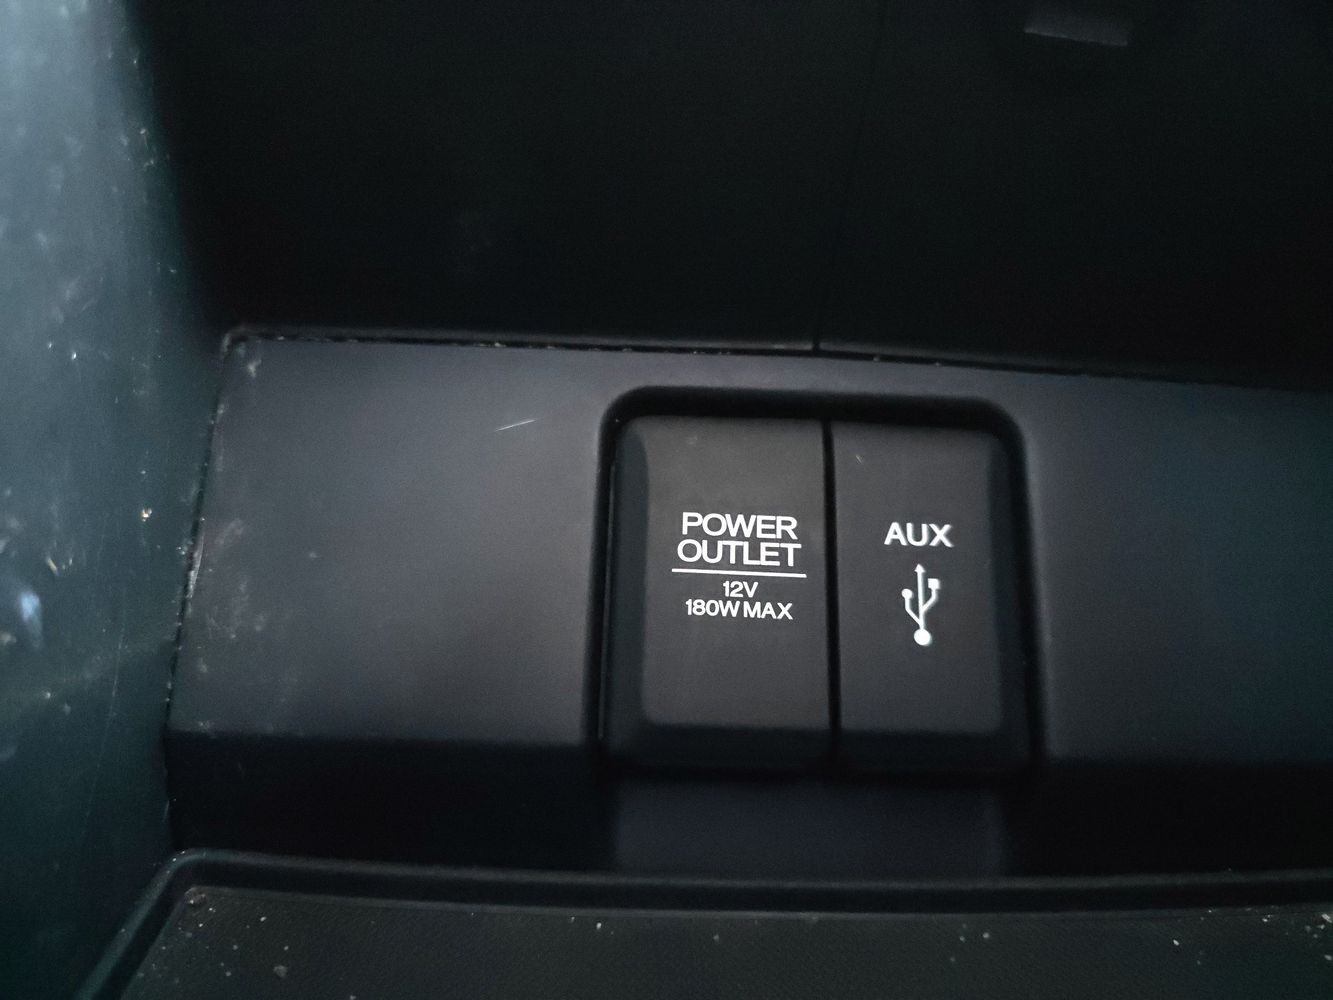 POWER
OUTLET
12V
180W MAX
AUX